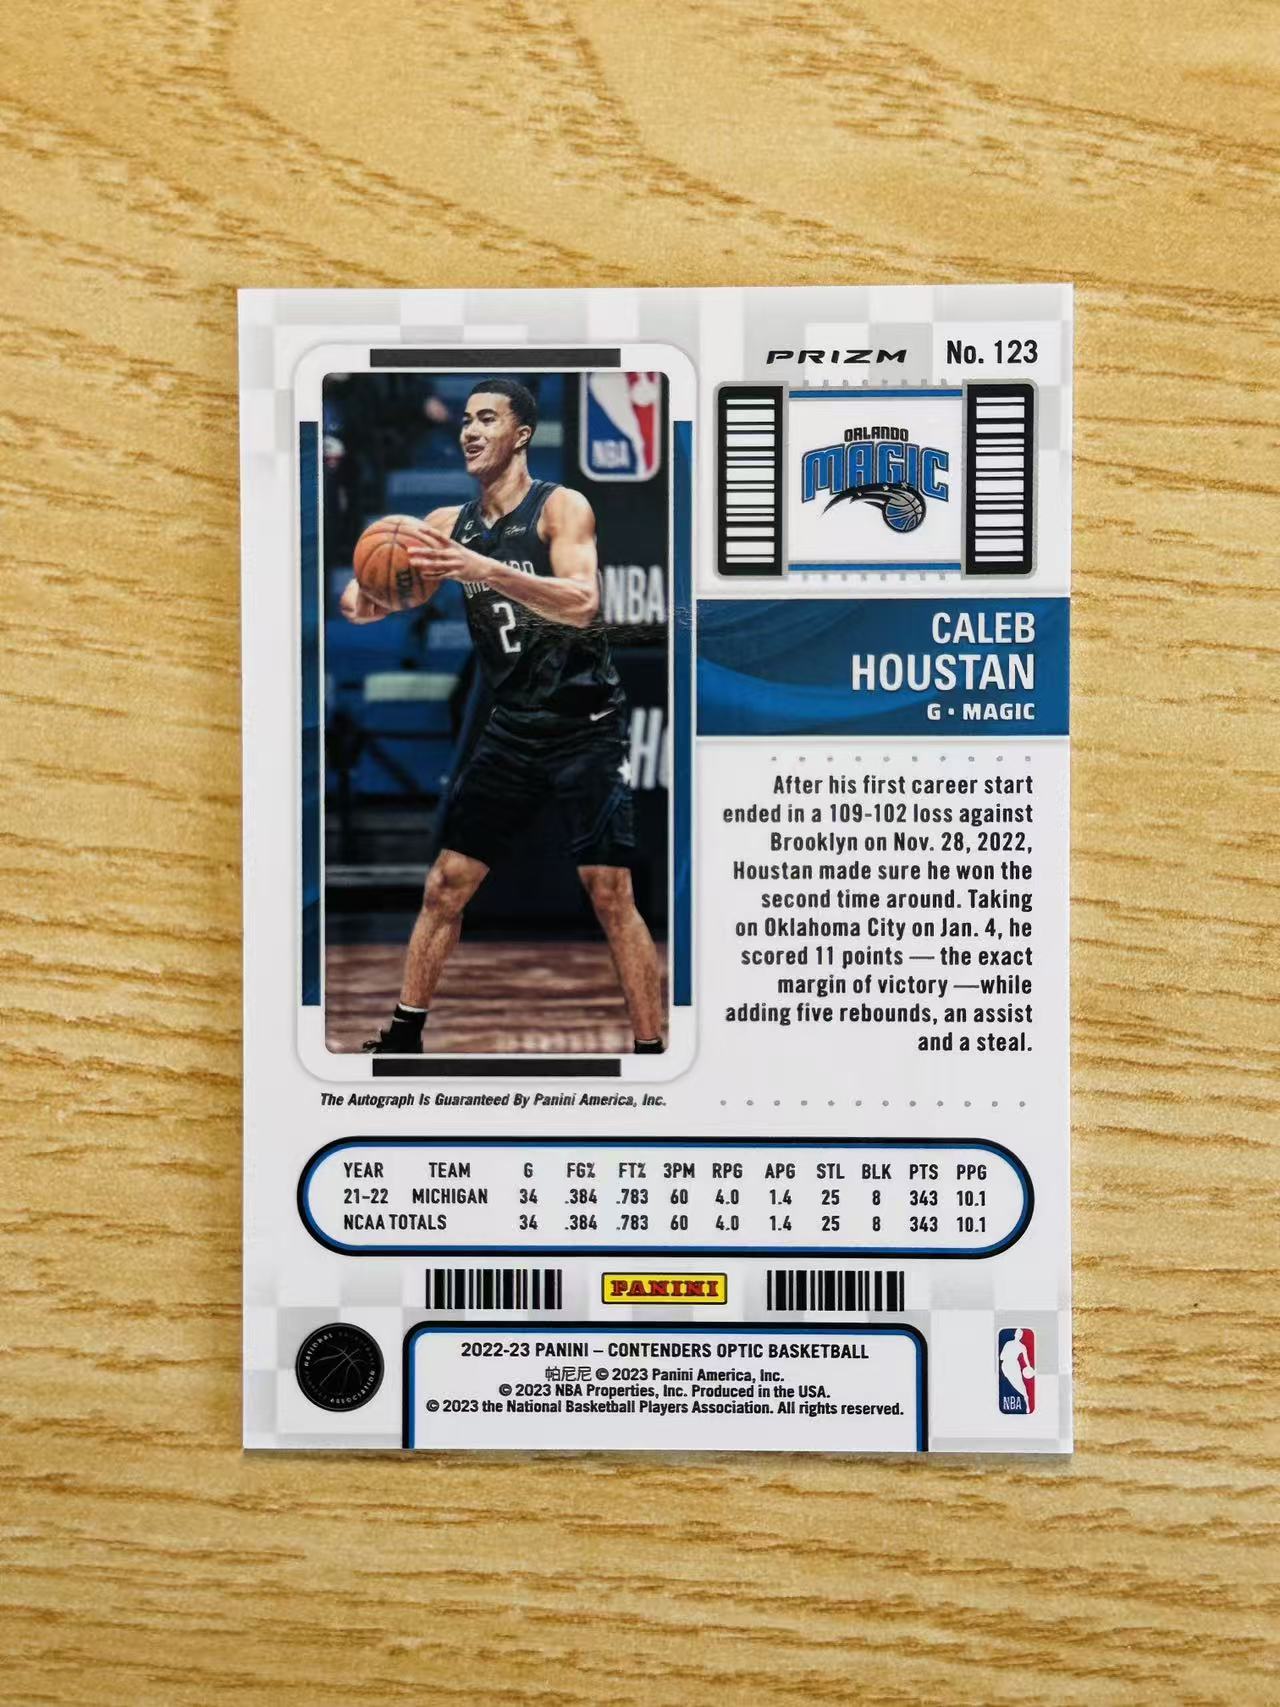 PRIZM No. 123
ORLANDO
MAGIC
NBA
NBA
2
CALEB
HOUSTAN
G • MAGIC
After his first career start
ended in a 109-102 loss against
Brooklyn on Nov. 28, 2022,
Houstan made sure he won the
second time around. Taking
on Oklahoma City on Jan. 4, he
scored 11 points — the exact
margin of victory —while
adding five rebounds, an assist
and a steal.
The Autograph Is Guaranteed By Panini America, Inc.
YEAR TEAM G FG% FT% 3PM RPG APG STL BLK PTS PPG
21-22 MICHIGAN 34 .384 .783 60 4.0 1.4 25 8 343 10.1
NCAA TOTALS 34 .384 .783 60 4.0 1.4 25 8 343 10.1
PANINI
2022-23 PANINI – CONTENDERS OPTIC BASKETBALL
帕尼尼 © 2023 Panini America, Inc.
© 2023 NBA Properties, Inc. Produced in the USA.
© 2023 the National Basketball Players Association. All rights reserved.
NBA